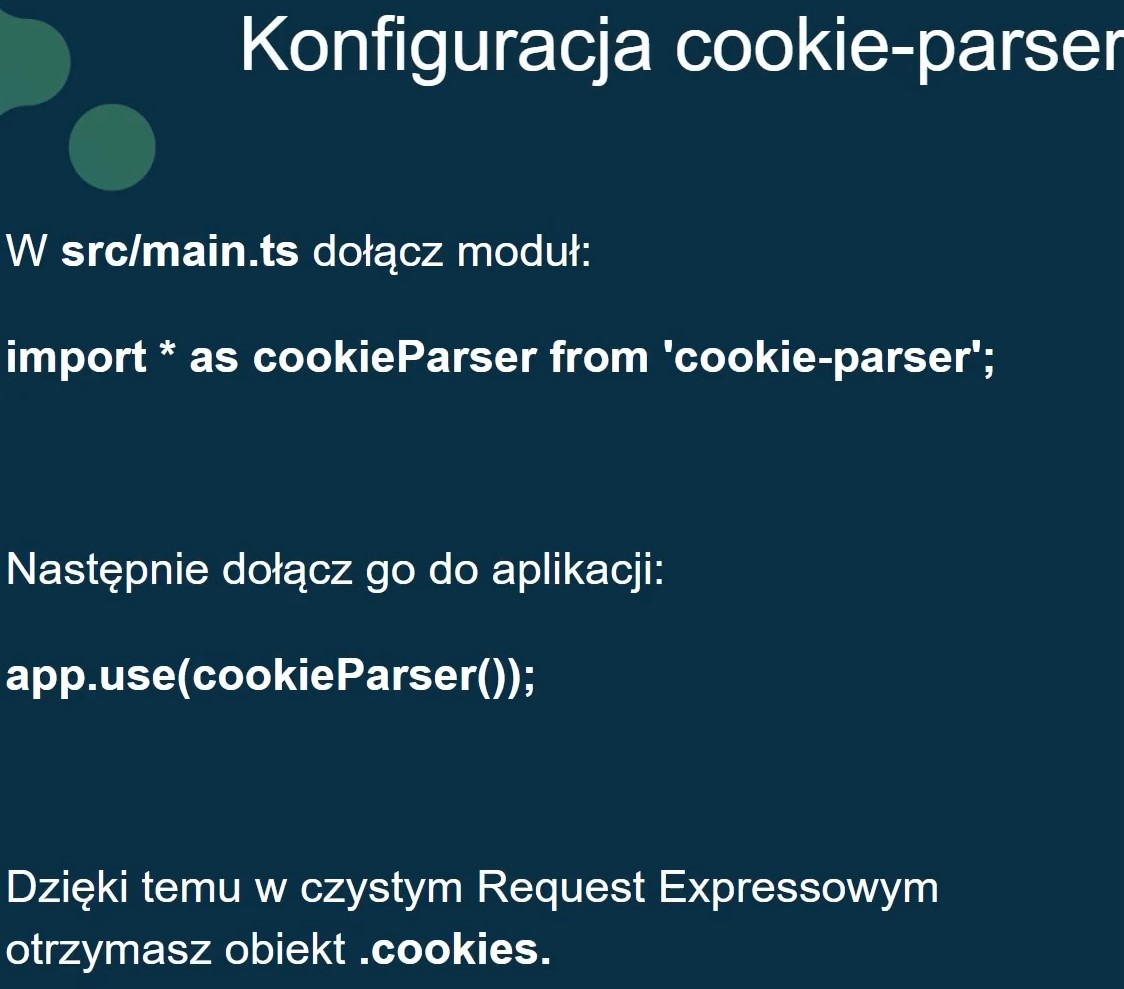 Konfiguracja cookie-parser
W src/main.ts dołącz moduł:
import * as cookieParser from 'cookie-parser';
Następnie dołącz go do aplikacji:
app.use(cookieParser());
Dzięki temu w czystym Request Expressowym
otrzymasz obiekt .cookies.